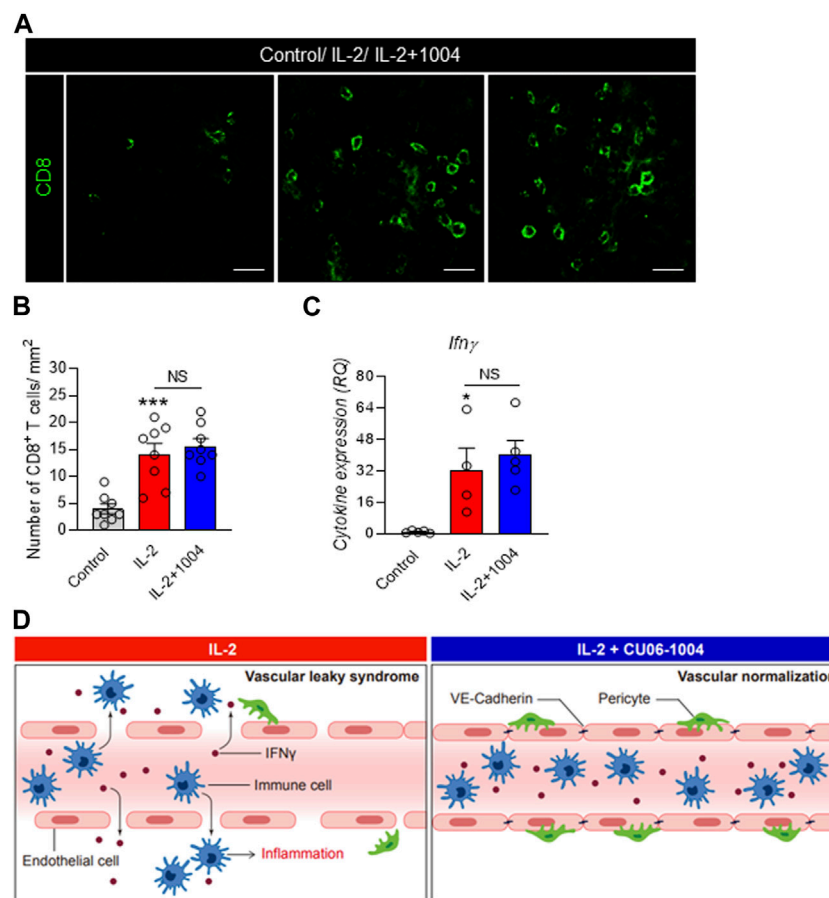 A
Control/ IL-2/ IL-2+1004
CD8
B
Number of CD8⁺ T cells/ mm²
30
25
20
15
10
5
0
***
NS
Control
IL-2
IL-2+1004
C
Ifnγ
Cytokine expression (RQ)
80
64
48
32
16
0
*
NS
Control
IL-2
IL-2+1004
D
IL-2
Vascular leaky syndrome
IFNγ
Immune cell
Endothelial cell
Inflammation
IL-2 + CU06-1004
Vascular normalization
VE-Cadherin
Pericyte